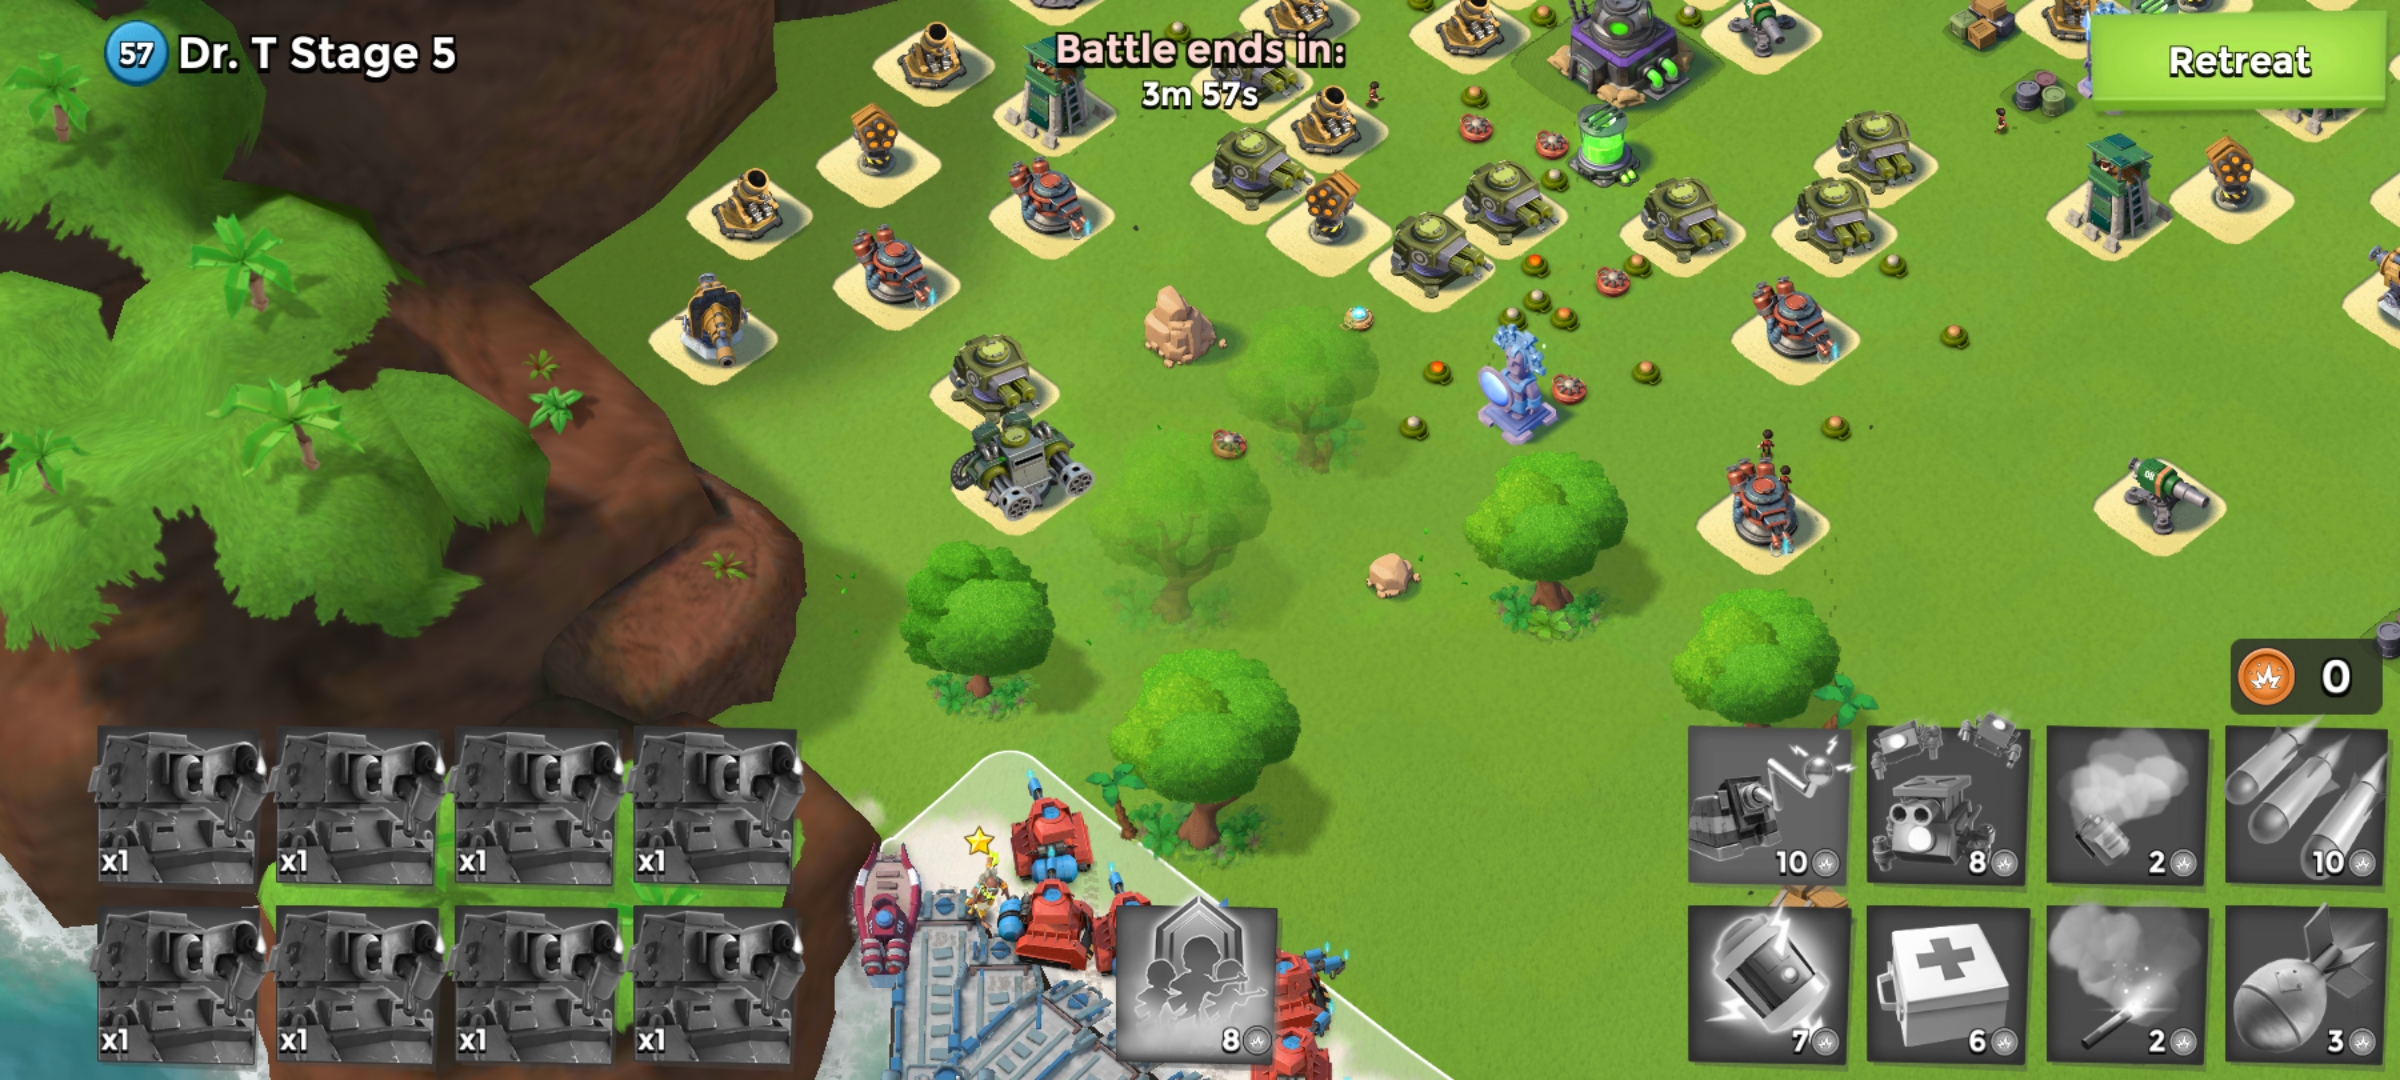 57 Dr. T Stage 5
Battle ends in:
3m 57s
Retreat
0
x1 x1 x1 x1
10 8 2 10
x1 x1 x1 x1
8
7 6 2 3